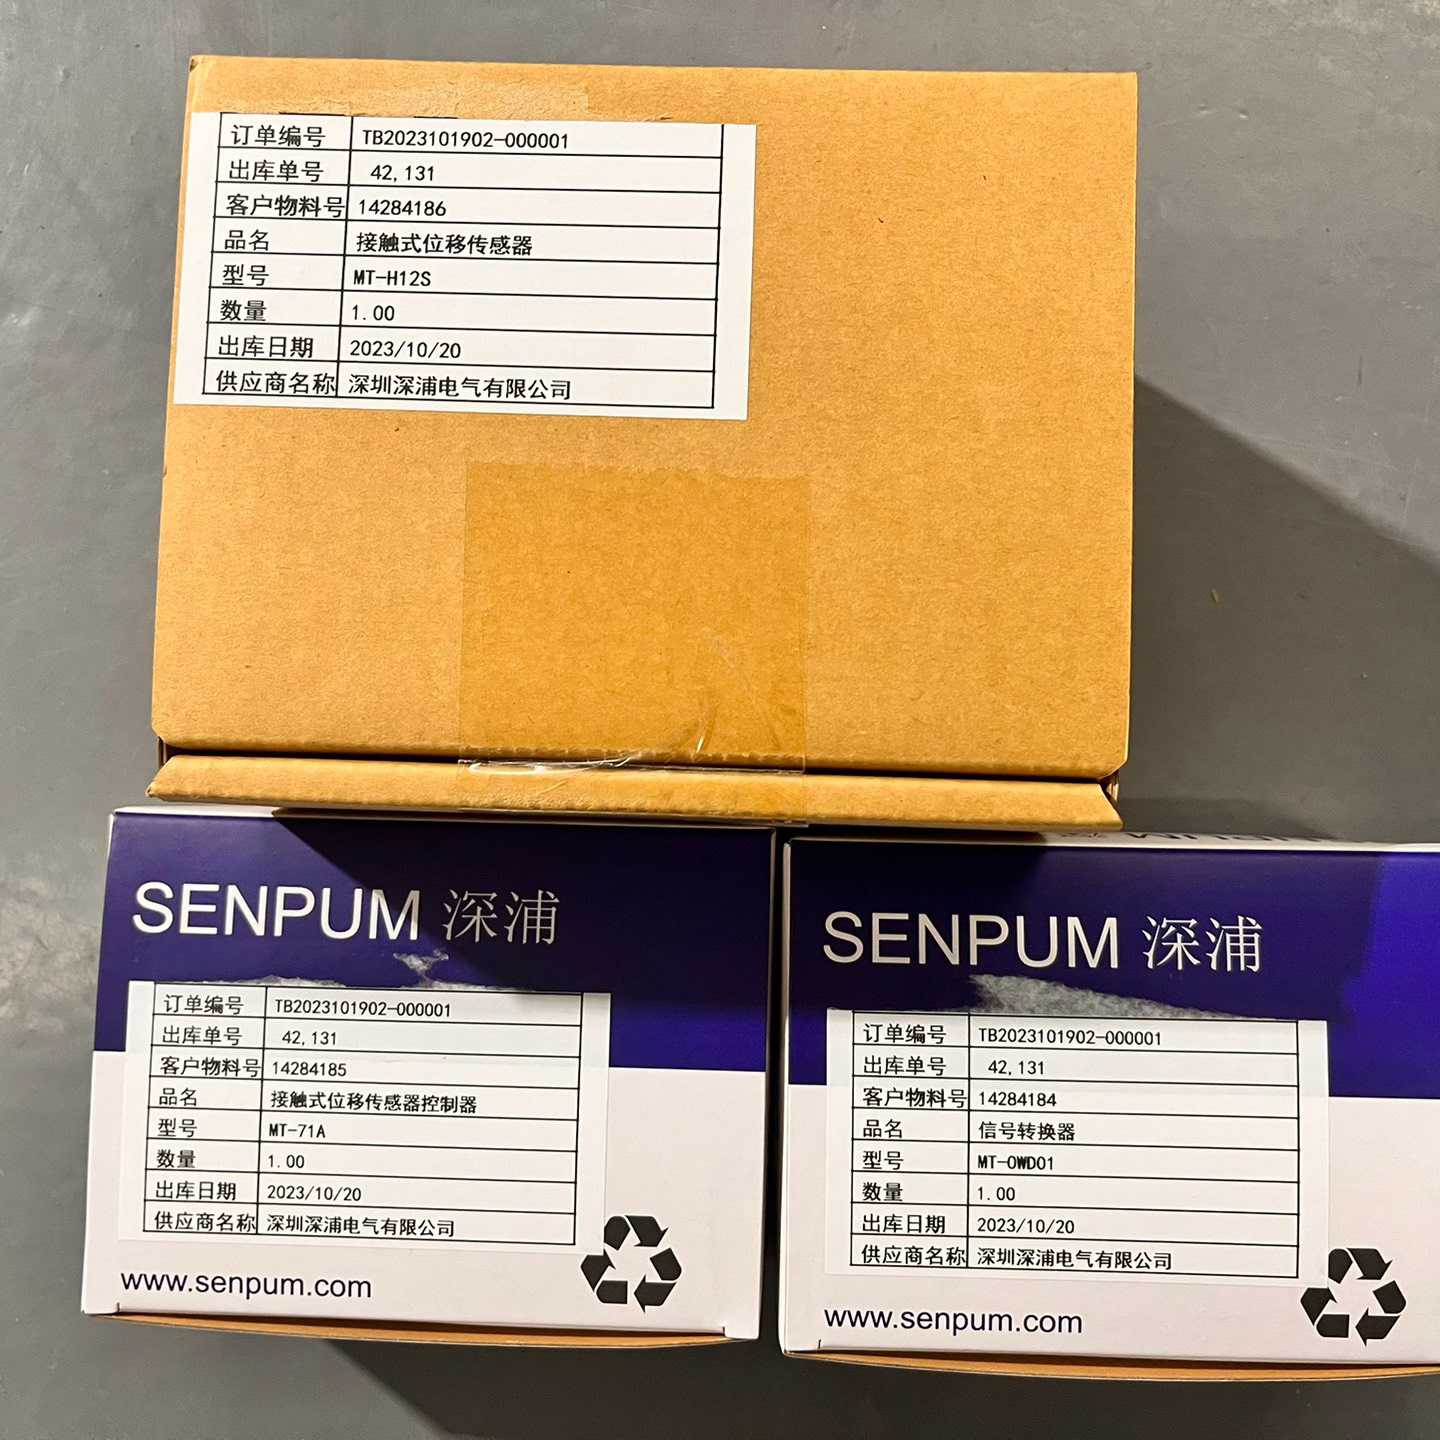 订单编号 TB2023101902-000001
出库单号 42,131
客户物料号 14284186
品名 接触式位移传感器
型号 MT-H12S
数量 1.00
出库日期 2023/10/20
供应商名称 深圳深浦电气有限公司
SENPUM 深浦
订单编号 TB2023101902-000001
出库单号 42,131
客户物料号 14284185
品名 接触式位移传感器控制器
型号 MT-71A
数量 1.00
出库日期 2023/10/20
供应商名称 深圳深浦电气有限公司
www.senpum.com
SENPUM 深浦
订单编号 TB2023101902-000001
出库单号 42,131
客户物料号 14284184
品名 信号转换器
型号 MT-0WD01
数量 1.00
出库日期 2023/10/20
供应商名称 深圳深浦电气有限公司
www.senpum.com